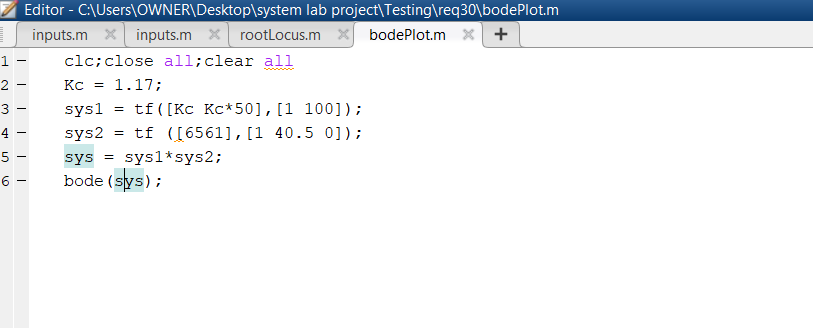 Editor - C:\Users\OWNER\Desktop\system lab project\Testing\req30\bodePlot.m
inputs.m × inputs.m × rootLocus.m × bodePlot.m × +
1 — clc;close all;clear all
2 — Kc = 1.17;
3 — sys1 = tf([Kc Kc*50],[1 100]);
4 — sys2 = tf ([6561],[1 40.5 0]);
5 — sys = sys1*sys2;
6 — bode(sys);